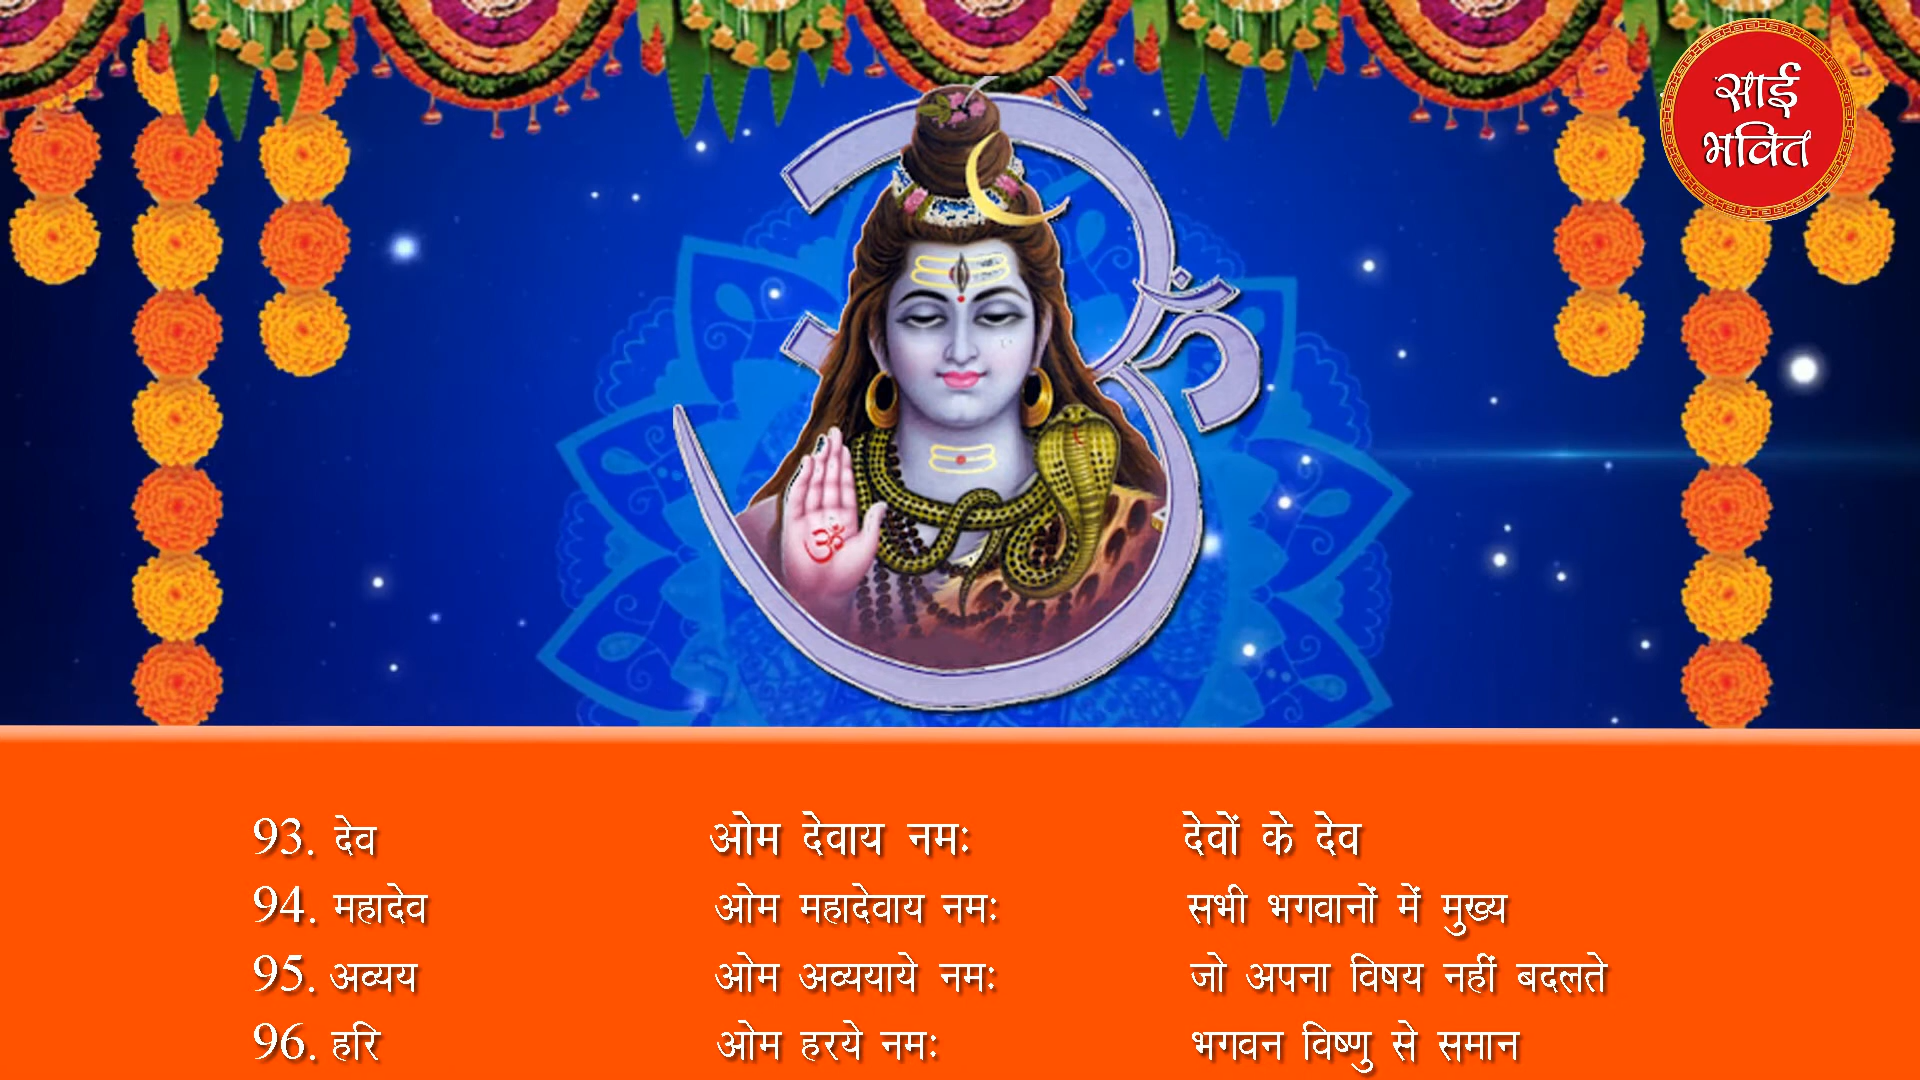 साई
भक्ति
ॐ
93. देव ओम देवाय नमः देवों के देव
94. महादेव ओम महादेवाय नमः सभी भगवानों में मुख्य
95. अव्यय ओम अव्ययाये नमः जो अपना विषय नहीं बदलते
96. हरि ओम हरये नमः भगवन विष्णु से समान